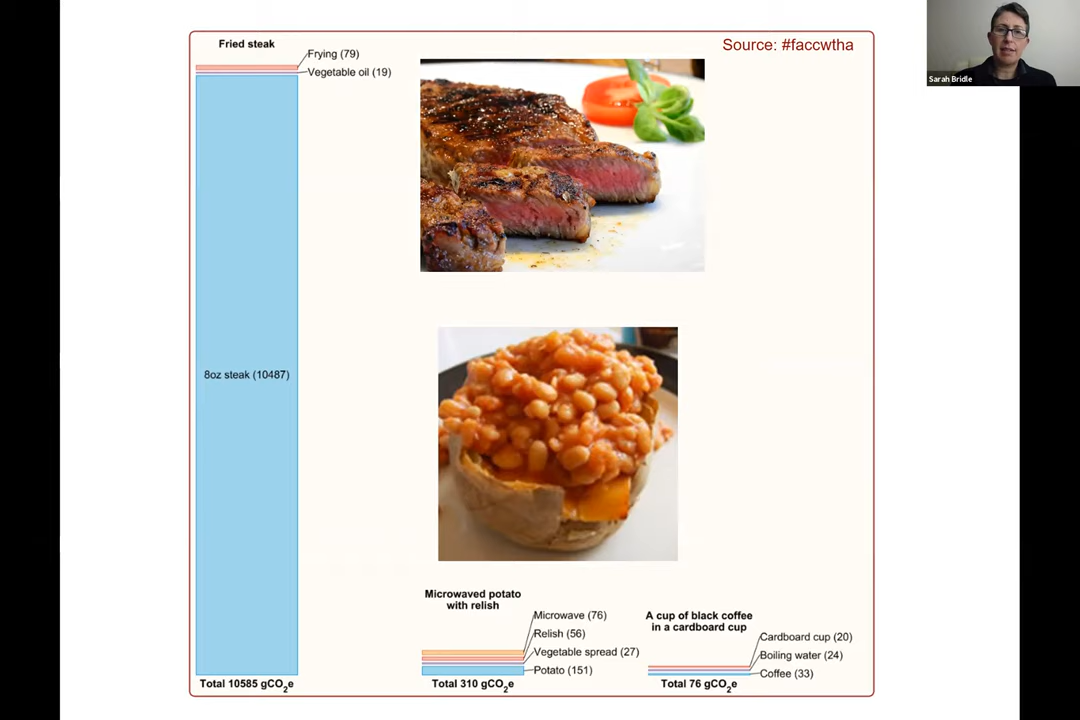 Source: #faccwtha
Sarah Bridle
Fried steak
Frying (79)
Vegetable oil (19)
8oz steak (10487)
Total 10585 gCO2e
Microwaved potato
with relish
Microwave (76)
Relish (56)
Vegetable spread (27)
Potato (151)
Total 310 gCO2e
A cup of black coffee
in a cardboard cup
Cardboard cup (20)
Boiling water (24)
Coffee (33)
Total 76 gCO2e